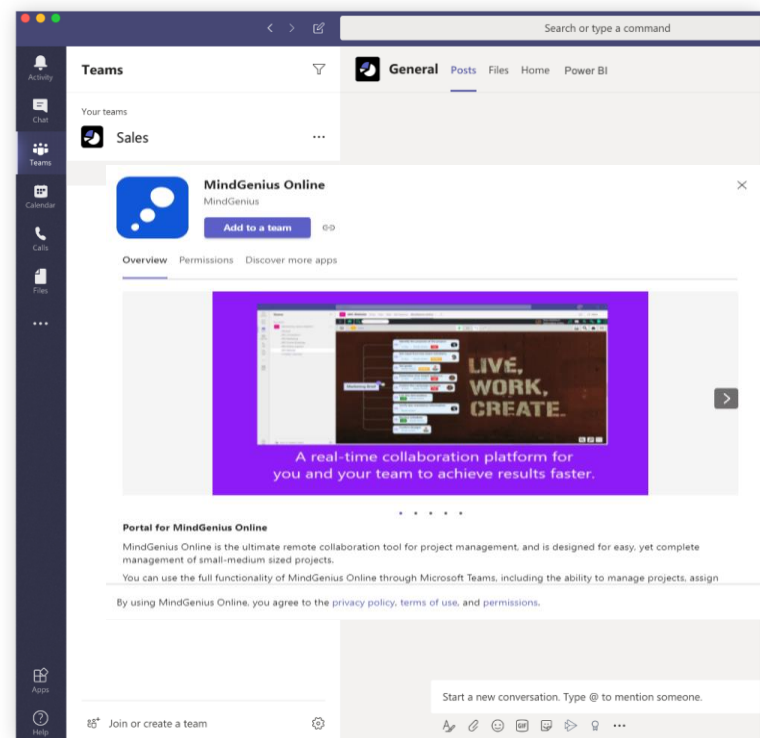 Search or type a command
Activity
Chat
Teams
Calendar
Calls
Files
Apps
Help
Teams
Your teams
Sales
General Posts Files Home Power BI
MindGenius Online
MindGenius
Add to a team
Overview Permissions Discover more apps
LIVE,
WORK,
CREATE.
A real-time collaboration platform for
you and your team to achieve results faster.
Portal for MindGenius Online
MindGenius Online is the ultimate remote collaboration tool for project management, and is designed for easy, yet complete
management of small-medium sized projects.
You can use the full functionality of MindGenius Online through Microsoft Teams, including the ability to manage projects, assign
By using MindGenius Online, you agree to the privacy policy, terms of use, and permissions.
Start a new conversation. Type @ to mention someone.
GIF
Join or create a team